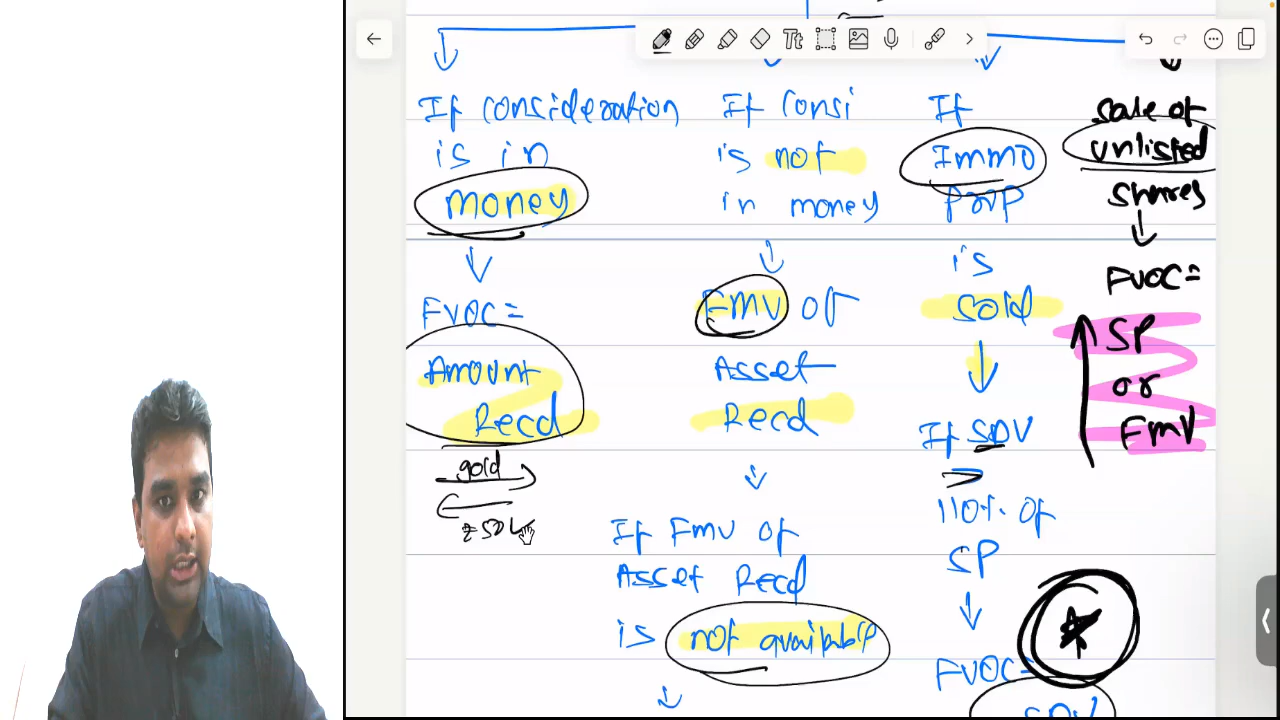 Tt
If consideration
is in
money
FVOC =
Amount
Recd
gold
₹50L
If Consi
is not
in money
FMV of
Asset
Recd
If FMV of
Asset Recd
is not available
If
Immo
Prop
is
sold
If SDV
>
110% of
SP
FVOC =
SDV
sale of
unlisted
shares
FVOC =
SP
or
FMV